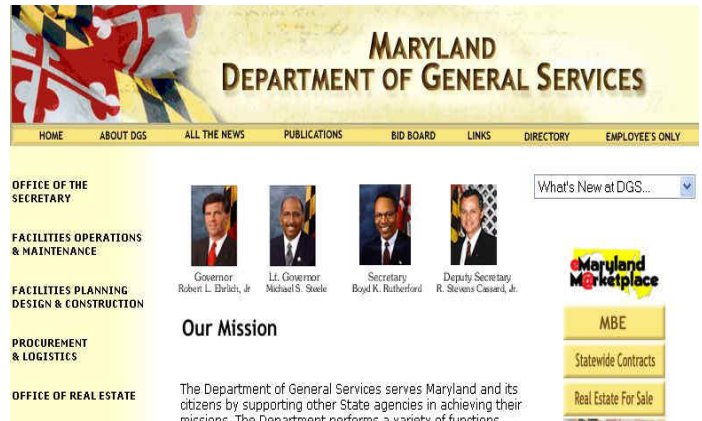 MARYLAND
DEPARTMENT OF GENERAL SERVICES
HOME ABOUT DGS ALL THE NEWS PUBLICATIONS BID BOARD LINKS DIRECTORY EMPLOYEE'S ONLY
OFFICE OF THE
SECRETARY
FACILITIES OPERATIONS
& MAINTENANCE
FACILITIES PLANNING
DESIGN & CONSTRUCTION
PROCUREMENT
& LOGISTICS
OFFICE OF REAL ESTATE
What's New at DGS...
Governor
Robert L. Ehrlich, Jr
Lt. Governor
Michael S. Steele
Secretary
Boyd K. Rutherford
Deputy Secretary
R. Stevens Cassard, Jr.
Our Mission
The Department of General Services serves Maryland and its
citizens by supporting other State agencies in achieving their
missions. The Department performs a variety of functions
eMaryland
M@rketplace
MBE
Statewide Contracts
Real Estate For Sale